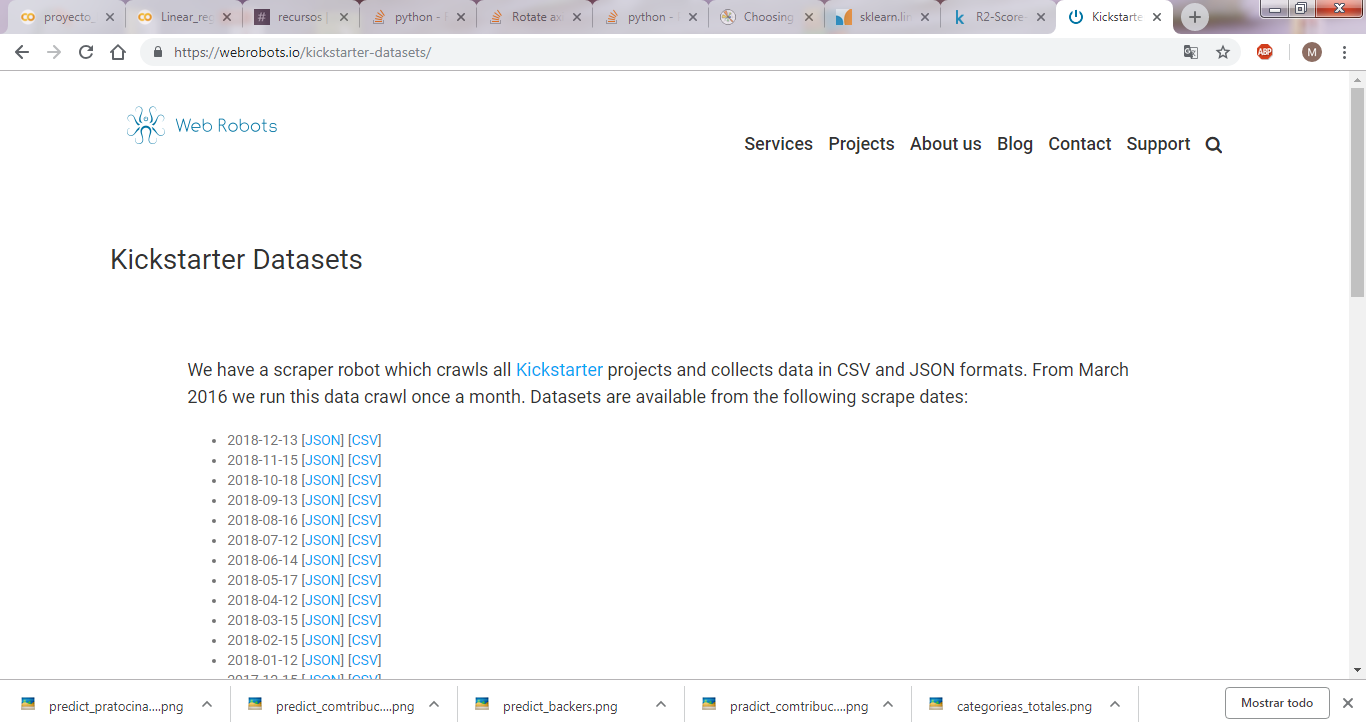 proyecto_
Linear_reg
recursos |
python - 
Rotate ax
python - 
Choosing
sklearn.lin
R2-Score-
Kickstarte
https://webrobots.io/kickstarter-datasets/
ABP
M
Web Robots
Services Projects About us Blog Contact Support
Kickstarter Datasets
We have a scraper robot which crawls all Kickstarter projects and collects data in CSV and JSON formats. From March
2016 we run this data crawl once a month. Datasets are available from the following scrape dates:
• 2018-12-13 [JSON] [CSV]
• 2018-11-15 [JSON] [CSV]
• 2018-10-18 [JSON] [CSV]
• 2018-09-13 [JSON] [CSV]
• 2018-08-16 [JSON] [CSV]
• 2018-07-12 [JSON] [CSV]
• 2018-06-14 [JSON] [CSV]
• 2018-05-17 [JSON] [CSV]
• 2018-04-12 [JSON] [CSV]
• 2018-03-15 [JSON] [CSV]
• 2018-02-15 [JSON] [CSV]
• 2018-01-12 [JSON] [CSV]
• 2017-12-15 [JSON] [CSV]
predict_pratocina....png
predict_comtribuc....png
predict_backers.png
pradict_comtribuc....png
categorieas_totales.png
Mostrar todo